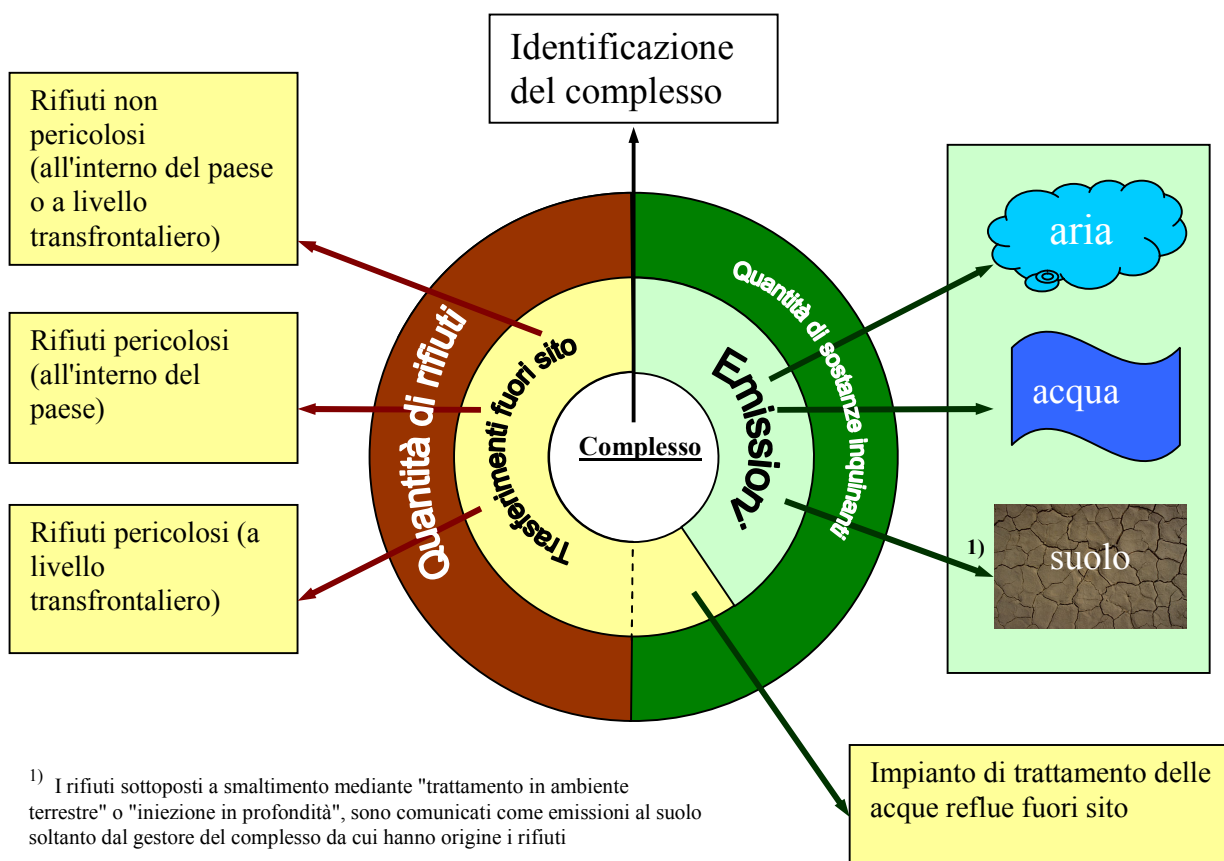 Identificazione
del complesso
Rifiuti non
pericolosi
(all'interno del paese
o a livello
transfrontaliero)
Rifiuti pericolosi
(all'interno del
paese)
Rifiuti pericolosi (a
livello
transfrontaliero)
Quantità di rifiuti
Trasferimenti fuori sito
Complesso
Emissioni
Quantità di sostanze inquinanti
aria
acqua
1)
suolo
Impianto di trattamento delle
acque reflue fuori sito
1) I rifiuti sottoposti a smaltimento mediante "trattamento in ambiente
terrestre" o "iniezione in profondità", sono comunicati come emissioni al suolo
soltanto dal gestore del complesso da cui hanno origine i rifiuti